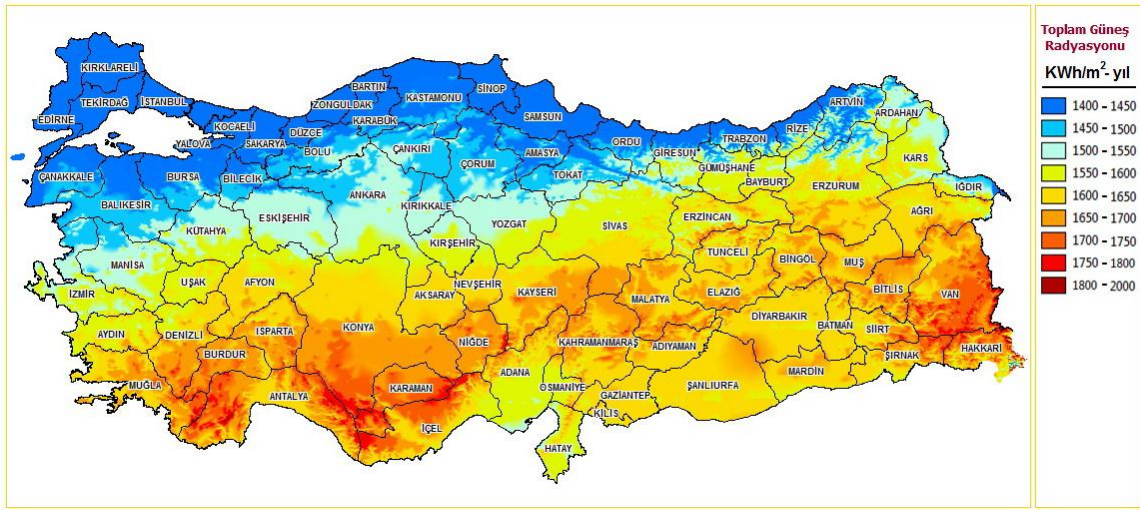 KIRKLARELİ
TEKİRDAĞ
İSTANBUL
EDİRNE
KOCAELİ
YALOVA
SAKARYA
DÜZCE
BOLU
ZONGULDAK
BARTIN
KARABÜK
KASTAMONU
SİNOP
SAMSUN
ÇANKIRI
ÇORUM
AMASYA
TOKAT
ORDU
GİRESUN
TRABZON
RİZE
ARTVİN
ARDAHAN
KARS
IĞDIR
GÜMÜŞHANE
BAYBURT
ERZURUM
AĞRI
ÇANAKKALE
BURSA
BİLECİK
BALIKESİR
KÜTAHYA
ESKİŞEHİR
ANKARA
KIRIKKALE
KIRŞEHİR
YOZGAT
SİVAS
ERZİNCAN
TUNCELİ
BİNGÖL
MUŞ
MANİSA
İZMİR
UŞAK
AFYON
AKSARAY
NEVŞEHİR
KAYSERİ
MALATYA
ELAZIĞ
BİTLİS
VAN
DİYARBAKIR
BATMAN
SİİRT
AYDIN
DENİZLİ
ISPARTA
BURDUR
KONYA
NİĞDE
KAHRAMANMARAŞ
ADIYAMAN
ŞIRNAK
HAKKARİ
MARDİN
MUĞLA
ANTALYA
KARAMAN
İÇEL
ADANA
OSMANİYE
GAZİANTEP
KİLİS
ŞANLIURFA
HATAY
Toplam Güneş
Radyasyonu
KWh/m²- yıl
1400 - 1450
1450 - 1500
1500 - 1550
1550 - 1600
1600 - 1650
1650 - 1700
1700 - 1750
1750 - 1800
1800 - 2000